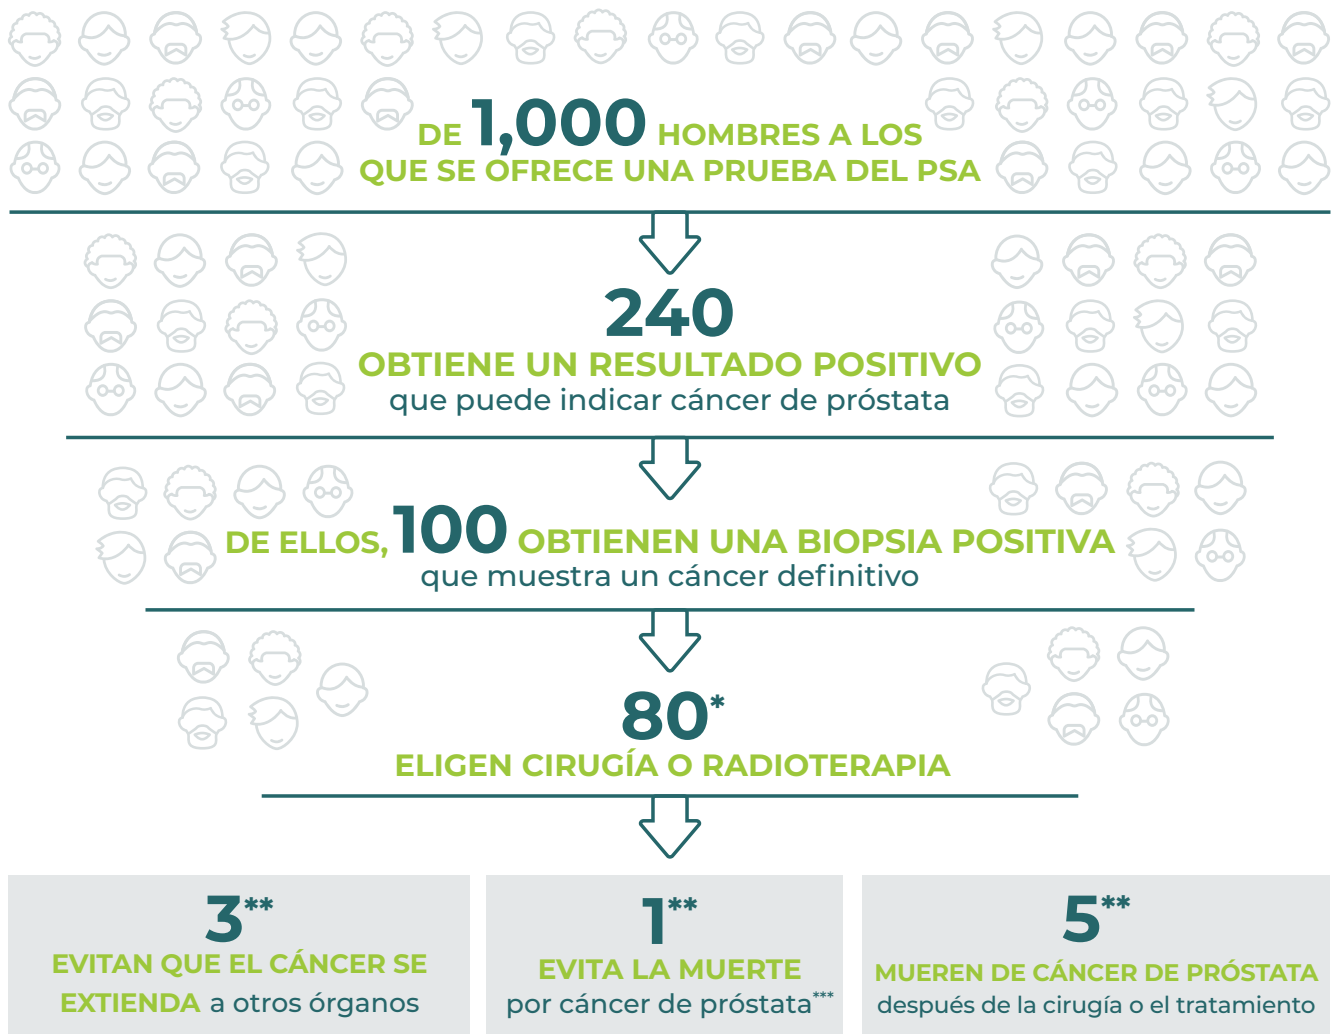 DE 1,000 HOMBRES A LOS
QUE SE OFRECE UNA PRUEBA DEL PSA
240
OBTIENE UN RESULTADO POSITIVO
que puede indicar cáncer de próstata
DE ELLOS, 100 OBTIENEN UNA BIOPSIA POSITIVA
que muestra un cáncer definitivo
80*
ELIGEN CIRUGÍA O RADIOTERAPIA
3**
EVITAN QUE EL CÁNCER SE
EXTIENDA a otros órganos
1**
EVITA LA MUERTE
por cáncer de próstata***
5**
MUEREN DE CÁNCER DE PRÓSTATA
después de la cirugía o el tratamiento